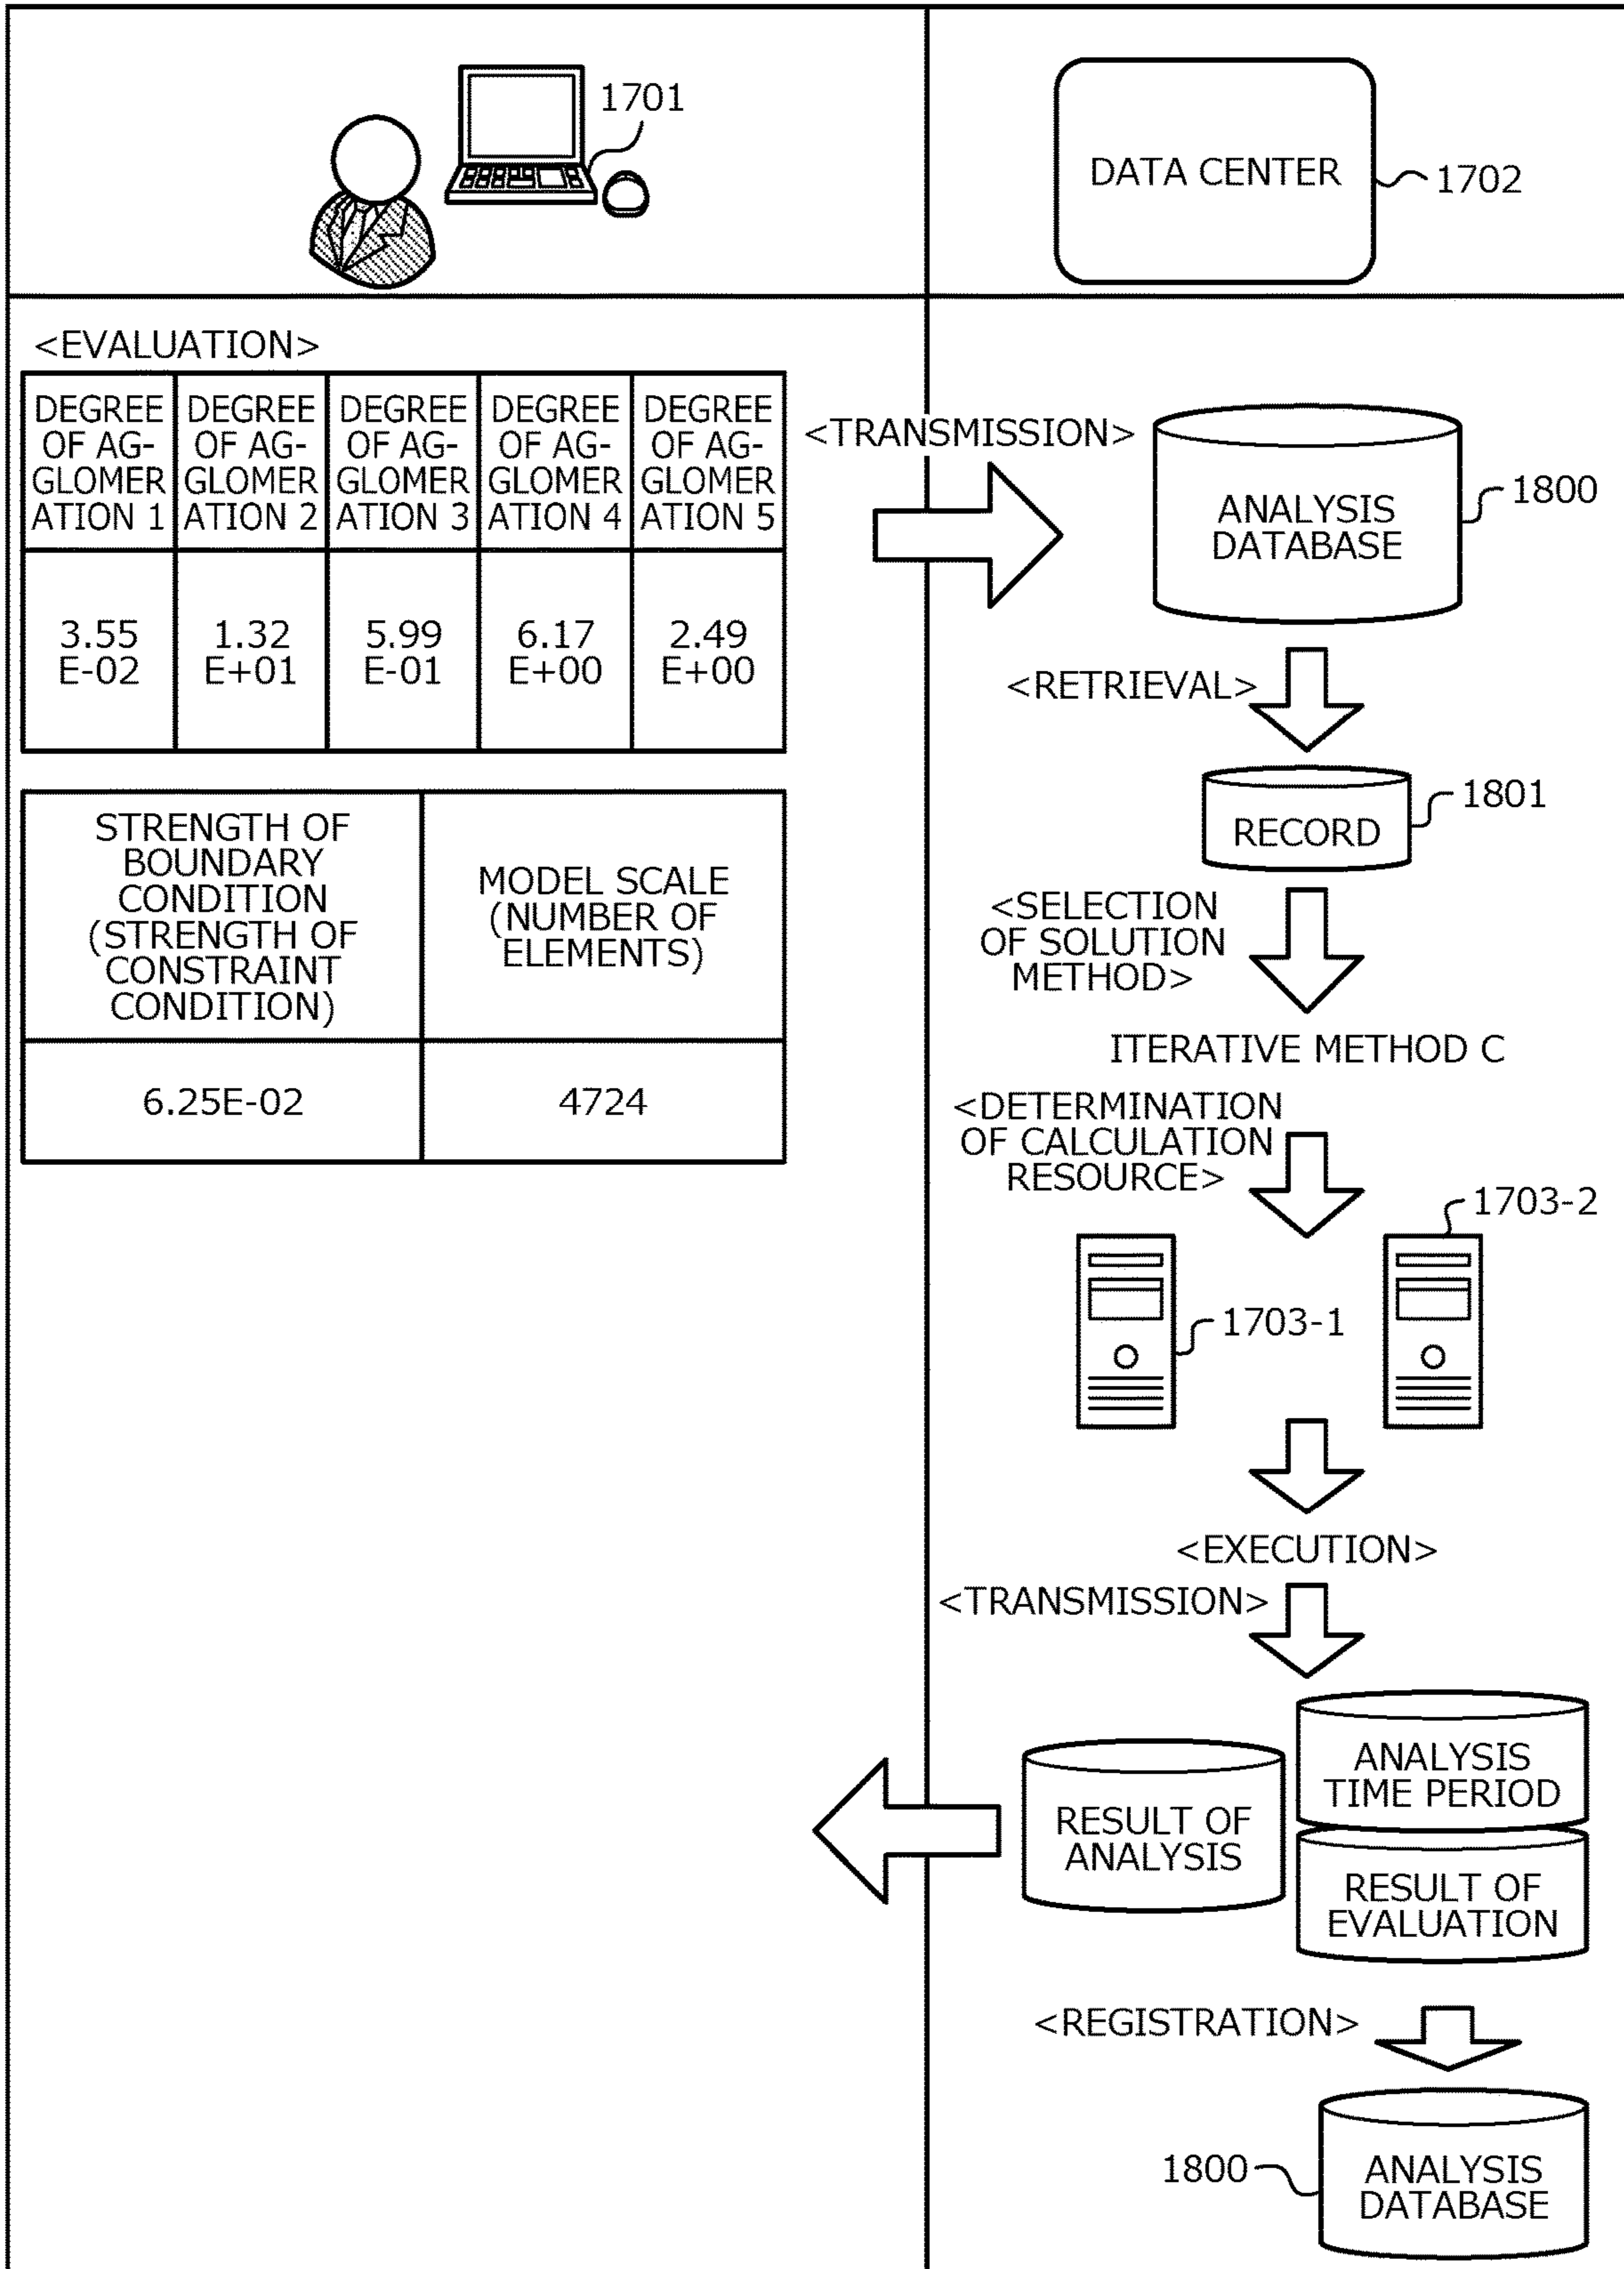 1701
DATA CENTER
1702
<EVALUATION>
DEGREE OF AG- GLOMER ATION 1
DEGREE OF AG- GLOMER ATION 2
DEGREE OF AG- GLOMER ATION 3
DEGREE OF AG- GLOMER ATION 4
DEGREE OF AG- GLOMER ATION 5
3.55 E-02
1.32 E+01
5.99 E-01
6.17 E+00
2.49 E+00
STRENGTH OF
BOUNDARY
CONDITION
(STRENGTH OF
CONSTRAINT
CONDITION)
MODEL SCALE
(NUMBER OF
ELEMENTS)
6.25E-02
4724
<TRANSMISSION>
ANALYSIS
DATABASE
1800
<RETRIEVAL>
RECORD
1801
<SELECTION
OF SOLUTION
METHOD>
ITERATIVE METHOD C
<DETERMINATION
OF CALCULATION
RESOURCE>
1703-2
1703-1
<EXECUTION>
<TRANSMISSION>
RESULT OF
ANALYSIS
ANALYSIS
TIME PERIOD
RESULT OF
EVALUATION
<REGISTRATION>
1800
ANALYSIS
DATABASE